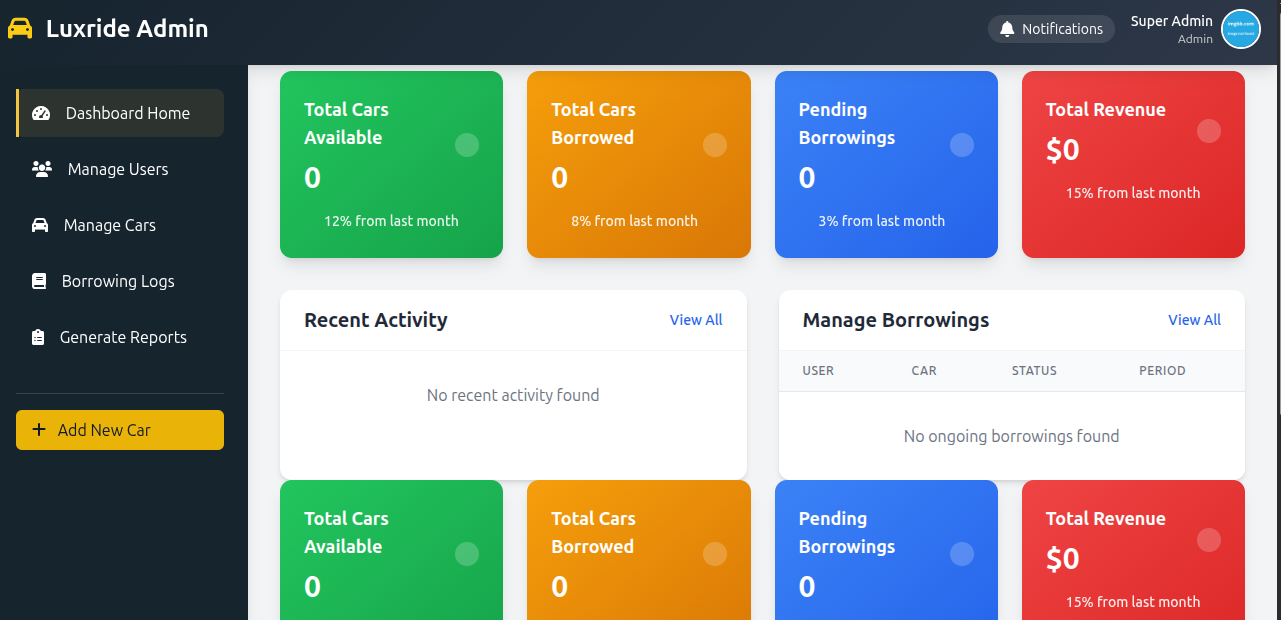 Luxride Admin
Notifications
Super Admin
Admin
imgbb.com
Dashboard Home
Manage Users
Manage Cars
Borrowing Logs
Generate Reports
Add New Car
Total Cars
Available
0
12% from last month
Total Cars
Borrowed
0
8% from last month
Pending
Borrowings
0
3% from last month
Total Revenue
$0
15% from last month
Recent Activity
View All
No recent activity found
Manage Borrowings
View All
USER CAR STATUS PERIOD
No ongoing borrowings found
Total Cars
Available
0
Total Cars
Borrowed
0
Pending
Borrowings
0
Total Revenue
$0
15% from last month